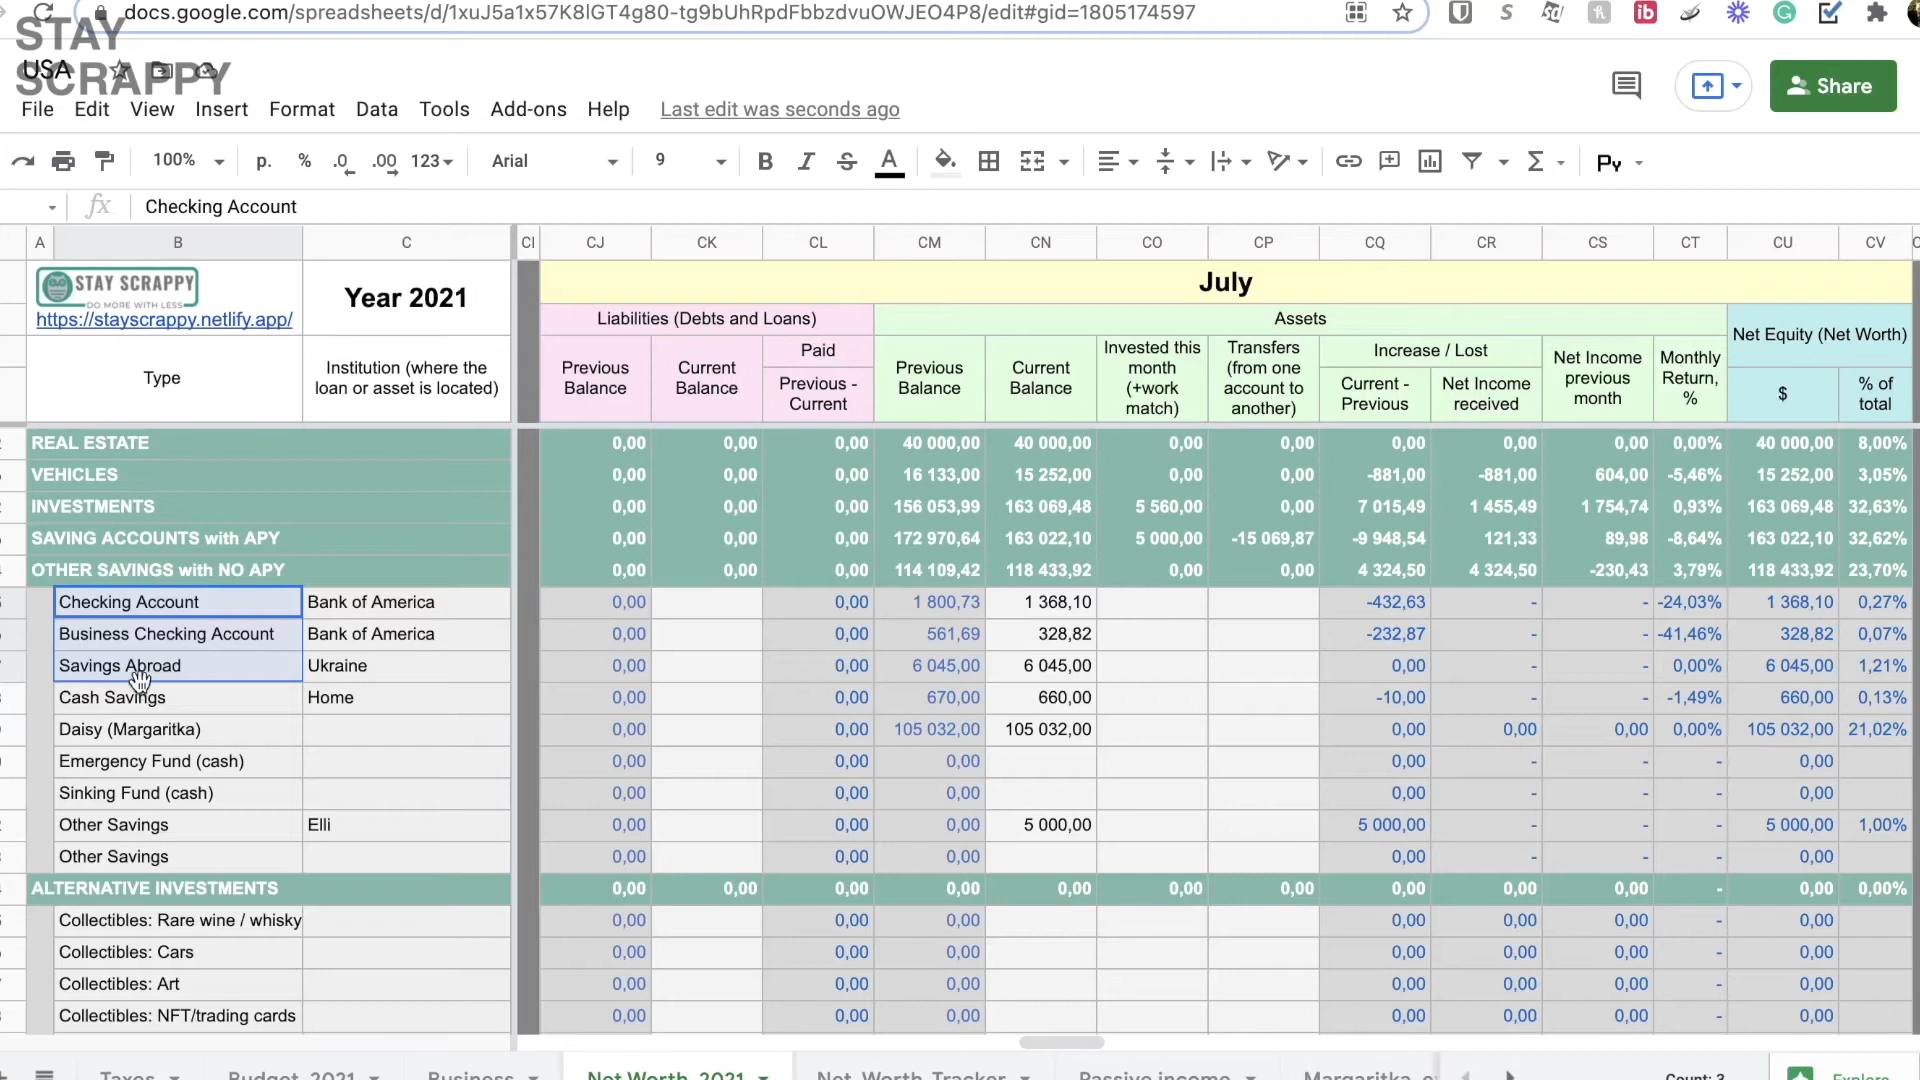 docs.google.com/spreadsheets/d/1xuJ5a1x57K8lGT4g80-tg9bUhRpdFbbzdvuOWJEO4P8/edit#gid=1805174597
STAY
SCRAPPY
USA
File Edit View Insert Format Data Tools Add-ons Help Last edit was seconds ago
Share
100% p. % .0 .00 123 Arial 9 B I S A Σ Py
fx Checking Account
A B C CI CJ CK CL CM CN CO CP CQ CR CS CT CU CV
STAY SCRAPPY
DO MORE WITH LESS
https://stayscrappy.netlify.app/
Year 2021
July
Liabilities (Debts and Loans) Assets Net Equity (Net Worth)
Type
Institution (where the
loan or asset is located)
Previous
Balance
Current
Balance
Paid
Previous -
Current
Previous
Balance
Current
Balance
Invested this
month
(+work
match)
Transfers
(from one
account to
another)
Increase / Lost
Current -
Previous
Net Income
received
Net Income
previous
month
Monthly
Return,
%
$
% of
total
REAL ESTATE 0,00 0,00 0,00 40 000,00 40 000,00 0,00 0,00 0,00 0,00 0,00 0,00% 40 000,00 8,00%
VEHICLES 0,00 0,00 0,00 16 133,00 15 252,00 0,00 0,00 -881,00 -881,00 604,00 -5,46% 15 252,00 3,05%
INVESTMENTS 0,00 0,00 0,00 156 053,99 163 069,48 5 560,00 0,00 7 015,49 1 455,49 1 754,74 0,93% 163 069,48 32,63%
SAVING ACCOUNTS with APY 0,00 0,00 0,00 172 970,64 163 022,10 5 000,00 -15 069,87 -9 948,54 121,33 89,98 -8,64% 163 022,10 32,62%
OTHER SAVINGS with NO APY 0,00 0,00 0,00 114 109,42 118 433,92 0,00 0,00 4 324,50 4 324,50 -230,43 3,79% 118 433,92 23,70%
Checking Account Bank of America 0,00 0,00 1 800,73 1 368,10 -432,63 - - -24,03% 1 368,10 0,27%
Business Checking Account Bank of America 0,00 0,00 561,69 328,82 -232,87 - - -41,46% 328,82 0,07%
Savings Abroad Ukraine 0,00 0,00 6 045,00 6 045,00 0,00 - - 0,00% 6 045,00 1,21%
Cash Savings Home 0,00 0,00 670,00 660,00 -10,00 - - -1,49% 660,00 0,13%
Daisy (Margaritka) 0,00 0,00 105 032,00 105 032,00 0,00 0,00 0,00 0,00% 105 032,00 21,02%
Emergency Fund (cash) 0,00 0,00 0,00 0,00 - - - 0,00
Sinking Fund (cash) 0,00 0,00 0,00 0,00 - - - 0,00
Other Savings Elli 0,00 0,00 0,00 5 000,00 5 000,00 - - - 5 000,00 1,00%
Other Savings 0,00 0,00 0,00 0,00 - - - 0,00
ALTERNATIVE INVESTMENTS 0,00 0,00 0,00 0,00 0,00 0,00 0,00 0,00 0,00 0,00 - 0,00 0,00%
Collectibles: Rare wine / whisky 0,00 0,00 0,00 0,00 0,00 0,00 - 0,00
Collectibles: Cars 0,00 0,00 0,00 0,00 0,00 0,00 - 0,00
Collectibles: Art 0,00 0,00 0,00 0,00 0,00 0,00 - 0,00
Collectibles: NFT/trading cards 0,00 0,00 0,00 0,00 0,00 0,00 - 0,00
Taxes Budget_2021 Business Net Worth_2021 Net_Worth_Tracker Passive income Margaritka Count: 3 Explore